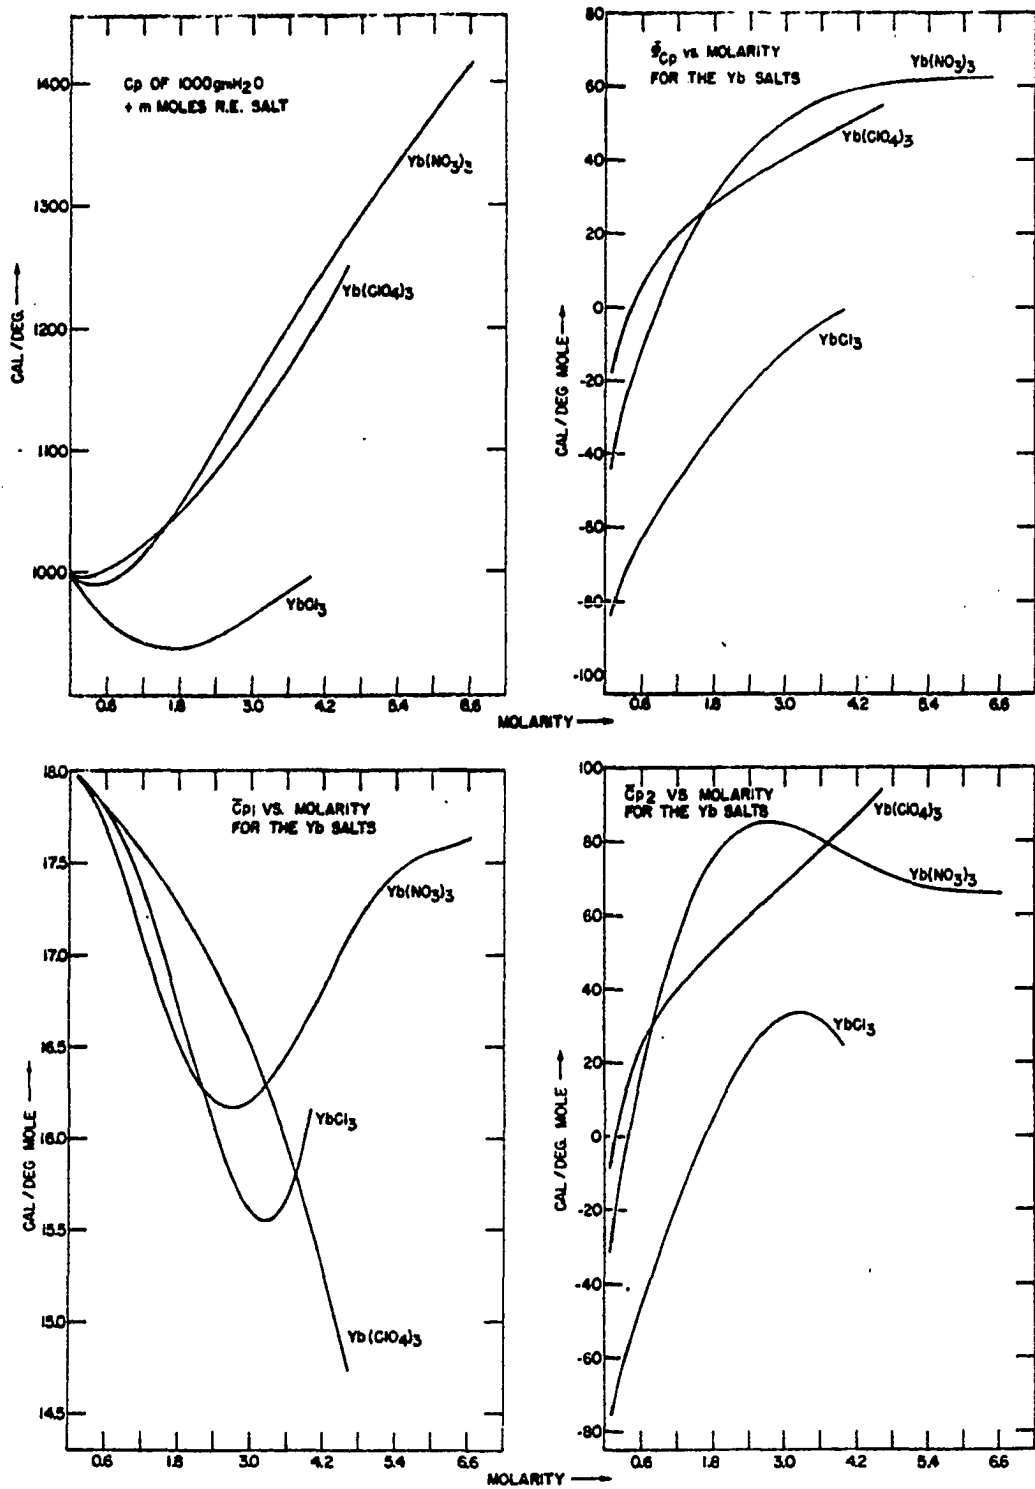 Cp OF 1000gmH2O
+ m MOLES R.E. SALT
1400
1300
1200
1100
1000
CAL/DEG.
Yb(NO3)3
Yb(ClO4)3
YbCl3
0.6 1.8 3.0 4.2 5.4 6.6
ΦCp vs MOLARITY
FOR THE Yb SALTS
80
60
40
20
0
-20
-40
-60
-80
-100
CAL/DEG MOLE
Yb(NO3)3
Yb(ClO4)3
YbCl3
0.6 1.8 3.0 4.2 5.4 6.6
MOLARITY
C̄p1 VS. MOLARITY
FOR THE Yb SALTS
18.0
17.5
17.0
16.5
16.0
15.5
15.0
14.5
CAL/DEG MOLE
Yb(NO3)3
YbCl3
Yb(ClO4)3
0.6 1.8 3.0 4.2 5.4 6.6
C̄p2 VS MOLARITY
FOR THE Yb SALTS
100
80
60
40
20
0
-20
-40
-60
-80
CAL/DEG. MOLE
Yb(ClO4)3
Yb(NO3)3
YbCl3
0.6 1.8 3.0 4.2 5.4 6.6
MOLARITY